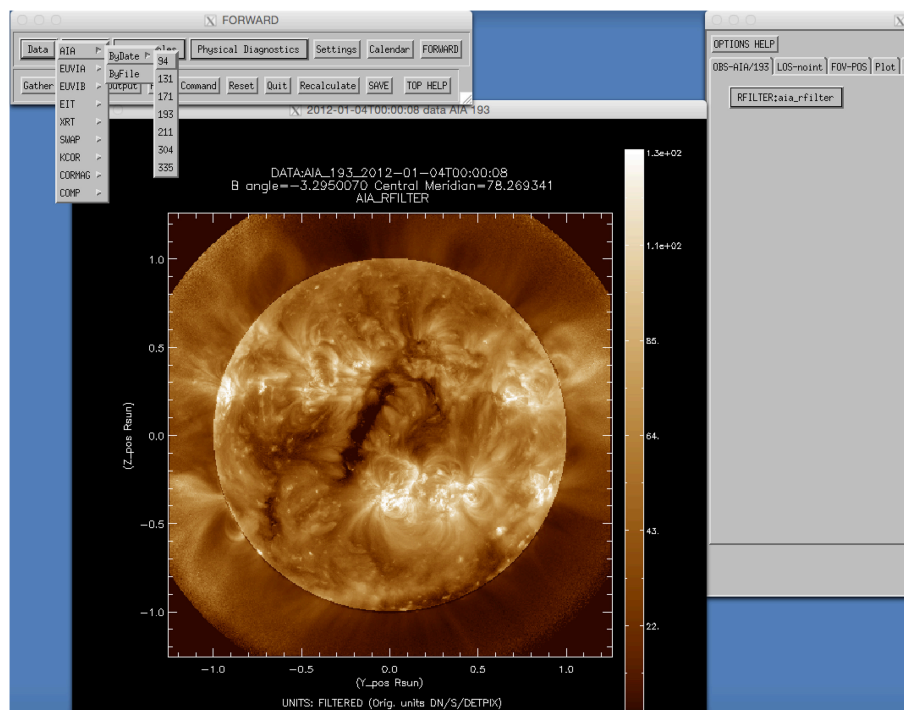 FORWARD
Data
Physical Diagnostics
Settings
Calendar
FORWARD
Gather
Command
Reset
Quit
Recalculate
SAVE
TOP HELP
AIA
EUVIA
EUVIB
EIT
XRT
SWAP
KCOR
CORMAG
COMP
ByDate
ByFile
94
131
171
193
211
304
335
2012-01-04T00:00:08 data AIA 193
DATA:AIA_193_2012-01-04T00:00:08
B angle=-3.2950070 Central Meridian=78.269341
AIA_RFILTER
1.0
0.5
0.0
-0.5
-1.0
(Z_pos Rsun)
-1.0 -0.5 0.0 0.5 1.0
(Y_pos Rsun)
UNITS: FILTERED (Orig. units DN/S/DETPIX)
1.3e+02
1.1e+02
85.
64.
43.
22.
OPTIONS HELP
OBS-AIA/193 LOS-noint FOV-POS Plot
RFILTER:aia_rfilter